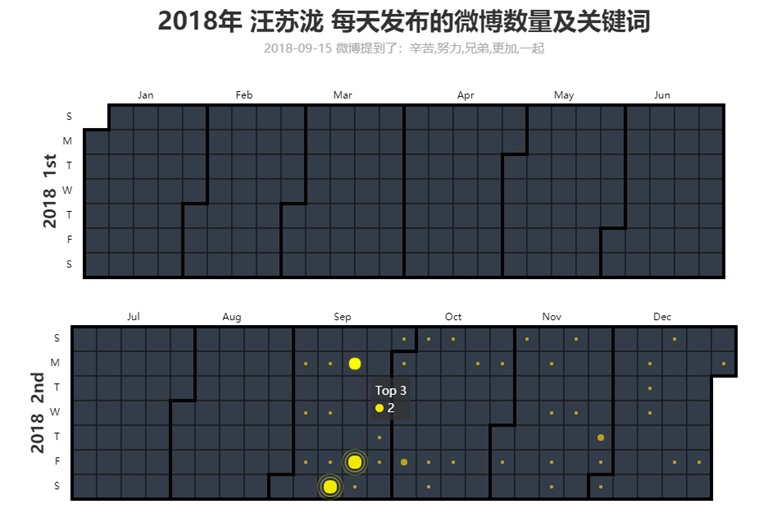 2018年 汪苏泷 每天发布的微博数量及关键词
2018-09-15 微博提到了：辛苦,努力,兄弟,更加,一起
Jan Feb Mar Apr May Jun
2018 1st
S
M
T
W
T
F
S
Jul Aug Sep Oct Nov Dec
2018 2nd
S
M
T
W
T
F
S
Top 3
2